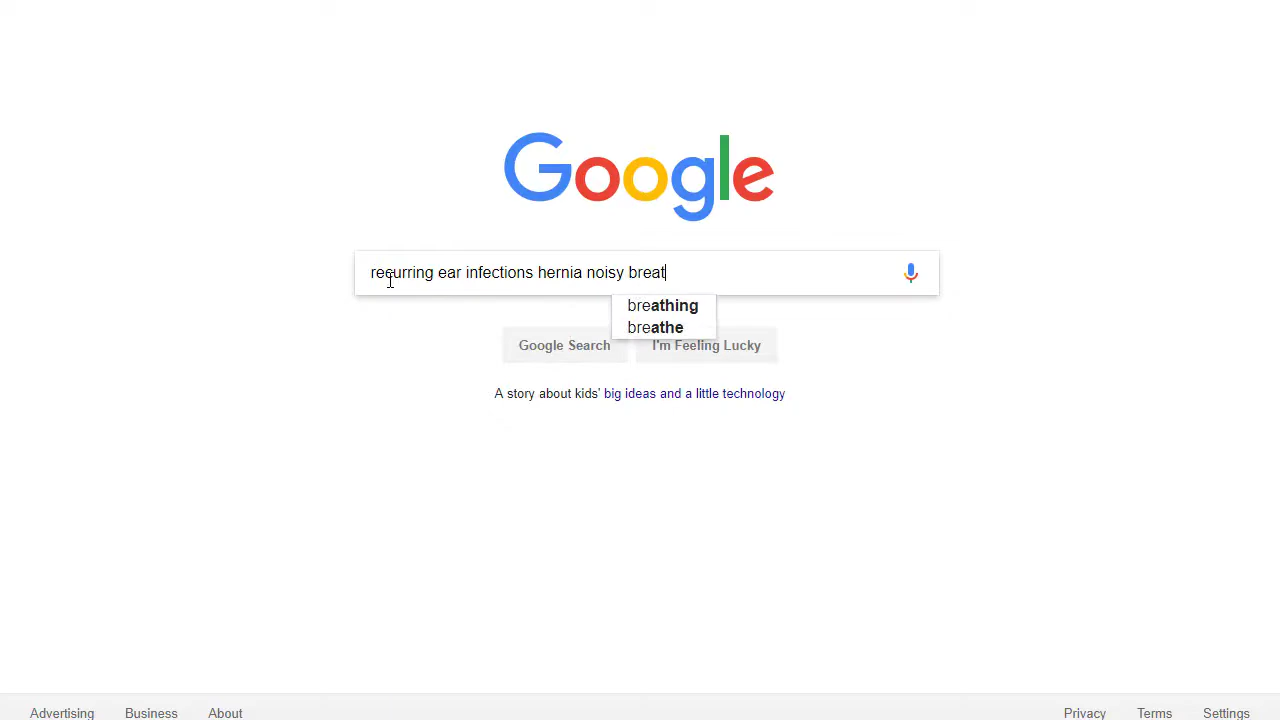 Google
recurring ear infections hernia noisy breat
breathing
breathe
Google Search
I'm Feeling Lucky
A story about kids' big ideas and a little technology
Advertising Business About Privacy Terms Settings